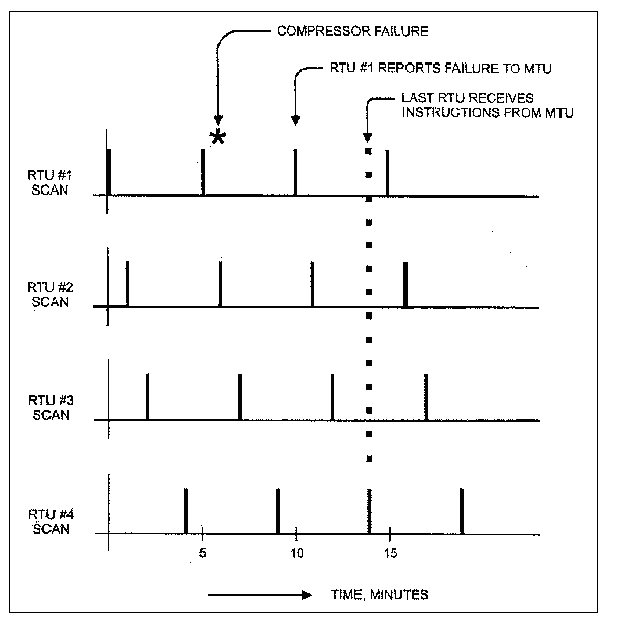 COMPRESSOR FAILURE
RTU #1 REPORTS FAILURE TO MTU
LAST RTU RECEIVES
INSTRUCTIONS FROM MTU
*
RTU #1
SCAN
RTU #2
SCAN
RTU #3
SCAN
RTU #4
SCAN
5 10 15
TIME, MINUTES